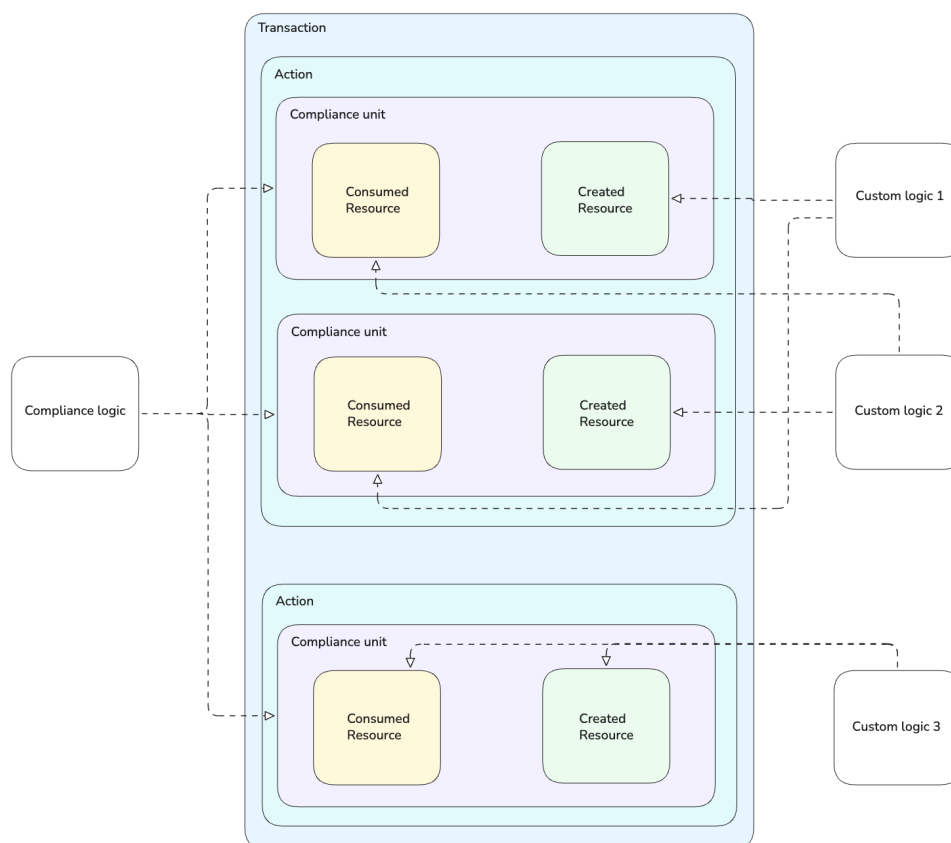 Transaction
Action
Compliance unit
Consumed
Resource
Created
Resource
Custom logic 1
Compliance unit
Compliance logic
Consumed
Resource
Created
Resource
Custom logic 2
Action
Compliance unit
Consumed
Resource
Created
Resource
Custom logic 3